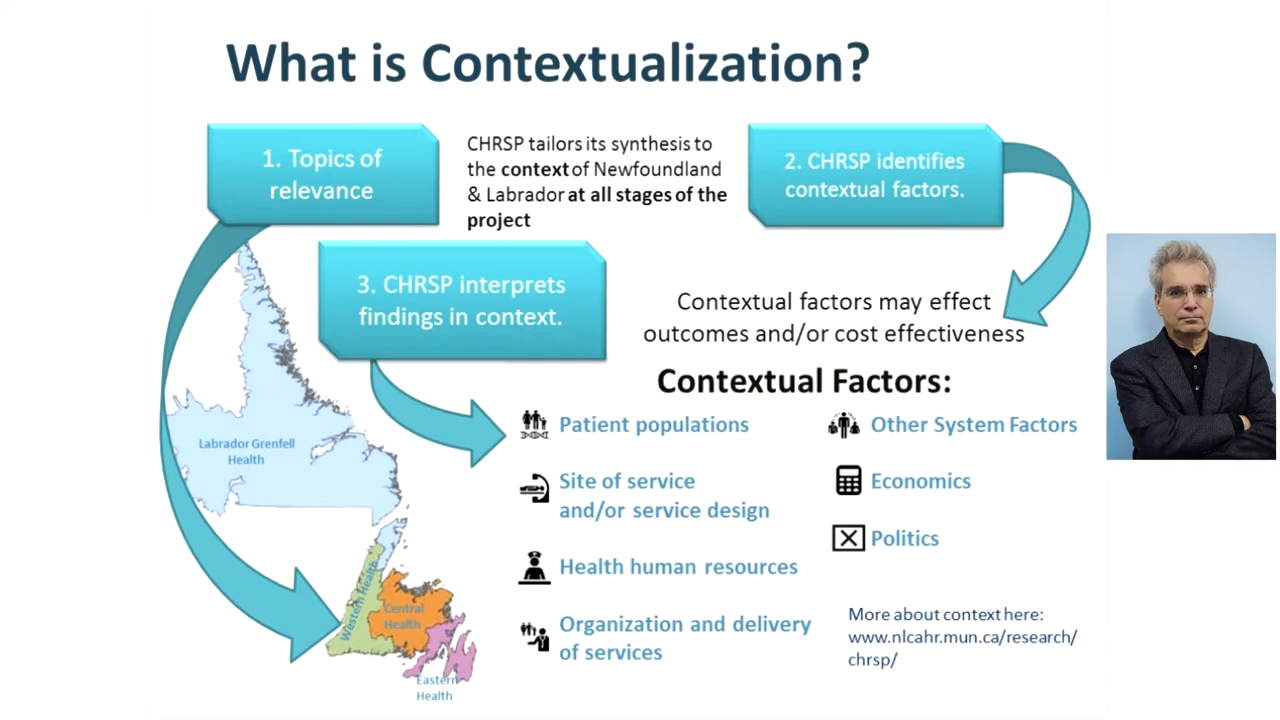 What is Contextualization?
1. Topics of
relevance
CHRSP tailors its synthesis to
the context of Newfoundland
& Labrador at all stages of the
project
2. CHRSP identifies
contextual factors.
3. CHRSP interprets
findings in context.
Contextual factors may effect
outcomes and/or cost effectiveness
Contextual Factors:
Patient populations
Site of service
and/or service design
Health human resources
Organization and delivery
of services
Other System Factors
Economics
Politics
More about context here:
www.nlcahr.mun.ca/research/
chrsp/
Labrador Grenfell
Health
Western Health
Central
Health
Eastern
Health